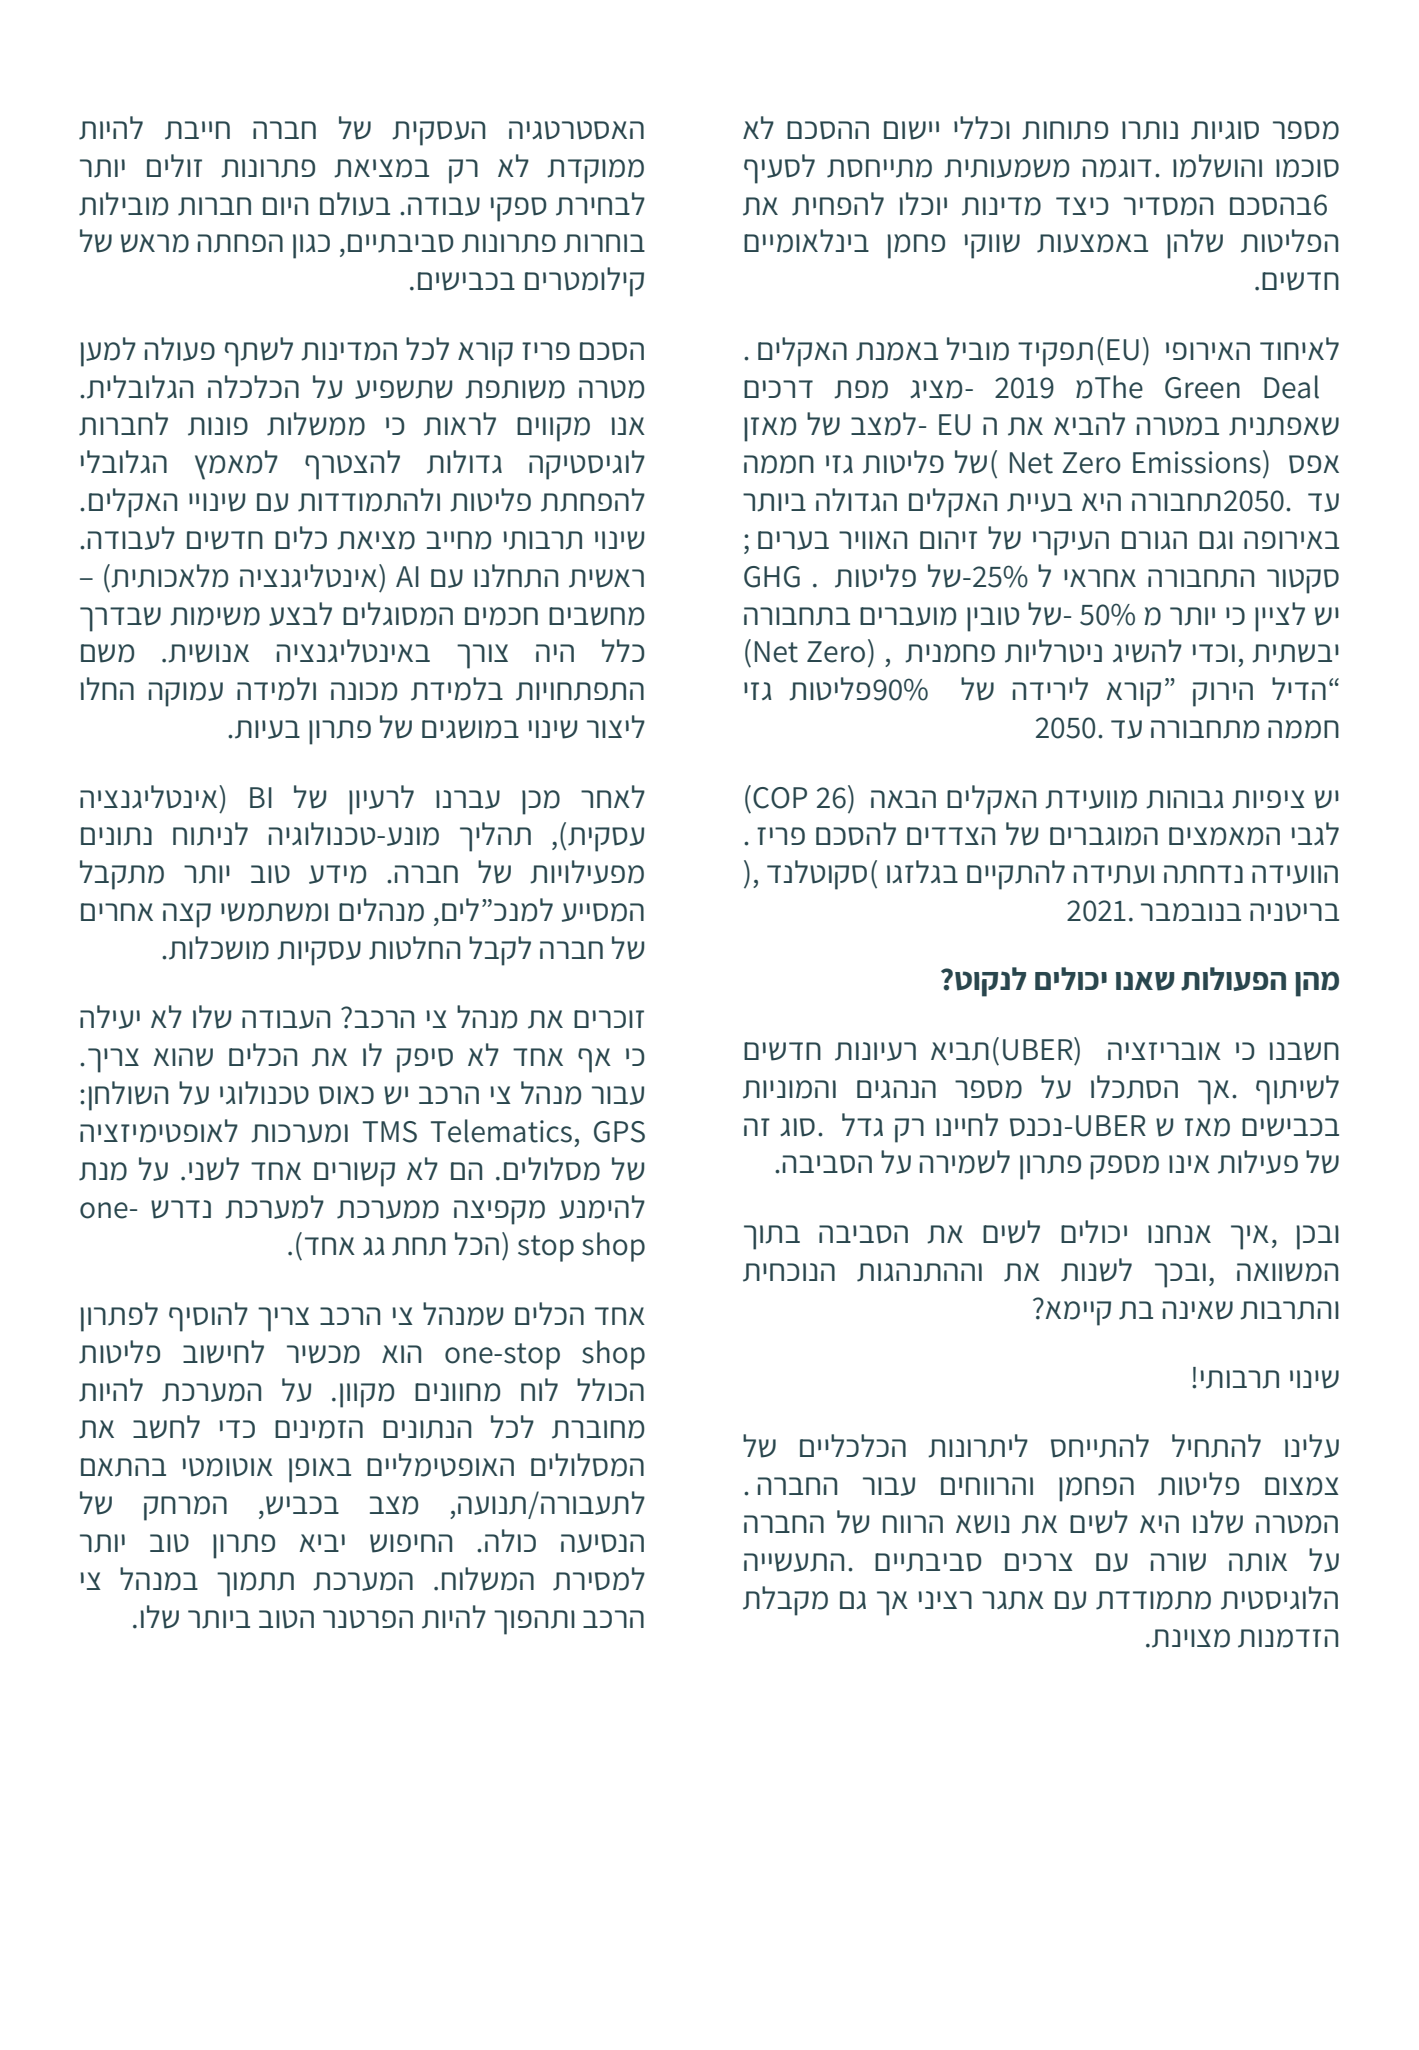 מספר סוגיות נותרו פתוחות וכללי יישום ההסכם לא
סוכמו והושלמו .דוגמה משמעותית מתייחסת לסעיף
6בהסכם המסדיר כיצד מדינות יוכלו להפחית את
הפליטות שלהן באמצעות שווקי פחמן בינלאומיים
חדשים.
לאיחוד האירופי (EU)תפקיד מוביל באמנת האקלים .
The Green Dealמ 2019 -מציג מפת דרכים
שאפתנית במטרה להביא את ה EU -למצב של מאזן
אפס (Net Zero Emissions )של פליטות גזי חממה
עד .2050תחבורה היא בעיית האקלים הגדולה ביותר
באירופה וגם הגורם העיקרי של זיהום האוויר בערים ;
סקטור התחבורה אחראי ל 25%-של פליטות . GHG
יש לציין כי יותר מ 50% -של טובין מועברים בתחבורה
יבשתית ,וכדי להשיג ניטרליות פחמנית , (Net Zero)
“הדיל הירוק ”קורא לירידה של 90%פליטות גזי
חממה מתחבורה עד .2050
יש ציפיות גבוהות מוועידת האקלים הבאה (COP 26)
לגבי המאמצים המוגברים של הצדדים להסכם פריז .
הוועידה נדחתה ועתידה להתקיים בגלזגו )סקוטלנד ,(
בריטניה בנובמבר .2021
מהן הפעולות שאנו יכולים לנקוט?
חשבנו כי אובריזציה (UBER)תביא רעיונות חדשים
לשיתוף .אך הסתכלו על מספר הנהגים והמוניות
בכבישים מאז ש UBER-נכנס לחיינו רק גדל .סוג זה
של פעילות אינו מספק פתרון לשמירה על הסביבה.
ובכן ,איך אנחנו יכולים לשים את הסביבה בתוך
המשוואה ,ובכך לשנות את וההתנהגות הנוכחית
והתרבות שאינה בת קיימא?
שינוי תרבותי!
עלינו להתחיל להתייחס ליתרונות הכלכליים של
צמצום פליטות הפחמן והרווחים עבור החברה .
המטרה שלנו היא לשים את נושא הרווח של החברה
על אותה שורה עם צרכים סביבתיים .התעשייה
הלוגיסטית מתמודדת עם אתגר רציני אך גם מקבלת
הזדמנות מצוינת.
האסטרטגיה העסקית של חברה חייבת להיות
ממוקדת לא רק במציאת פתרונות זולים יותר
לבחירת ספקי עבודה. בעולם היום חברות מובילות
בוחרות פתרונות סביבתיים, כגון הפחתה מראש של
קילומטרים בכבישים.
הסכם פריז קורא לכל המדינות לשתף פעולה למען
מטרה משותפת שתשפיע על הכלכלה הגלובלית.
אנו מקווים לראות כי ממשלות פונות לחברות
לוגיסטיקה גדולות להצטרף למאמץ הגלובלי
להפחתת פליטות ולהתמודדות עם שינויי האקלים.
שינוי תרבותי מחייב מציאת כלים חדשים לעבודה.
ראשית התחלנו עם AI (אינטליגנציה מלאכותית) –
מחשבים חכמים המסוגלים לבצע משימות שבדרך
כלל היה צורך באינטליגנציה אנושית. משם
התפתחויות בלמידת מכונה ולמידה עמוקה החלו
ליצור שינוי במושגים של פתרון בעיות.
לאחר מכן עברנו לרעיון של BI (אינטליגנציה
עסקית), תהליך מונע-טכנולוגיה לניתוח נתונים
מפעילויות של חברה. מידע טוב יותר מתקבל
המסייע למנכ”לים, מנהלים ומשתמשי קצה אחרים
של חברה לקבל החלטות עסקיות מושכלות.
זוכרים את מנהל צי הרכב? העבודה שלו לא יעילה
כי אף אחד לא סיפק לו את הכלים שהוא צריך.
עבור מנהל צי הרכב יש כאוס טכנולוגי על השולחן:
TMS Telematics, GPS ומערכות לאופטימיזציה
של מסלולים. הם לא קשורים אחד לשני. על מנת
להימנע מקפיצה ממערכת למערכת נדרש one-
stop shop (הכל תחת גג אחד).
אחד הכלים שמנהל צי הרכב צריך להוסיף לפתרון
one-stop shop הוא מכשיר לחישוב פליטות
הכולל לוח מחוונים מקוון. על המערכת להיות
מחוברת לכל הנתונים הזמינים כדי לחשב את
המסלולים האופטימליים באופן אוטומטי בהתאם
לתעבורה/תנועה, מצב בכביש, המרחק של
הנסיעה כולה. החיפוש יביא פתרון טוב יותר
למסירת המשלוח. המערכת תתמוך במנהל צי
הרכב ותהפוך להיות הפרטנר הטוב ביותר שלו.